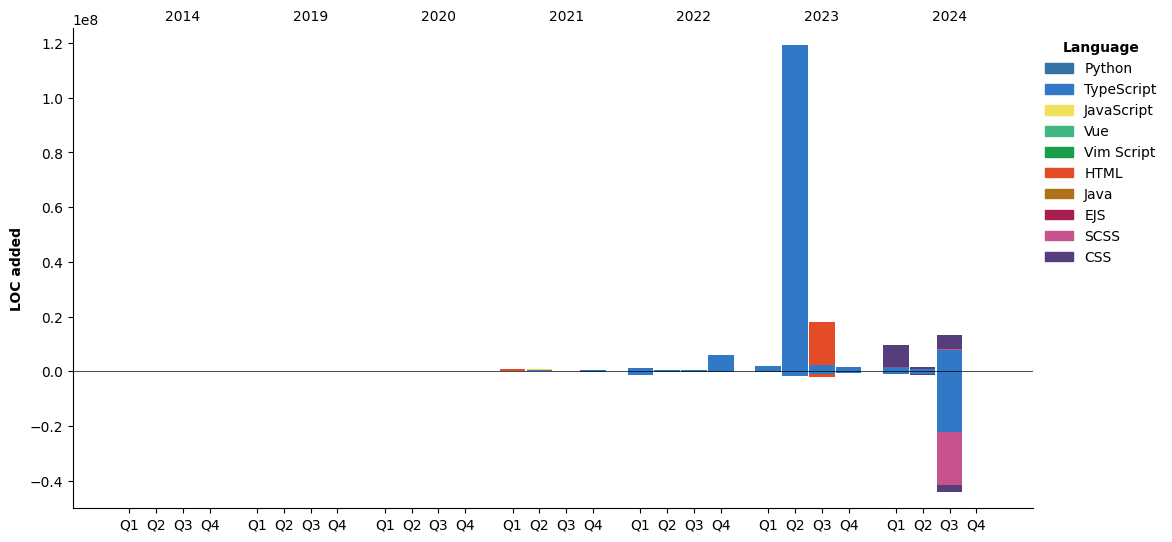 1e8
2014 2019 2020 2021 2022 2023 2024
LOC added
1.2
1.0
0.8
0.6
0.4
0.2
0.0
−0.2
−0.4
Q1 Q2 Q3 Q4 Q1 Q2 Q3 Q4 Q1 Q2 Q3 Q4 Q1 Q2 Q3 Q4 Q1 Q2 Q3 Q4 Q1 Q2 Q3 Q4 Q1 Q2 Q3 Q4
Language
Python
TypeScript
JavaScript
Vue
Vim Script
HTML
Java
EJS
SCSS
CSS